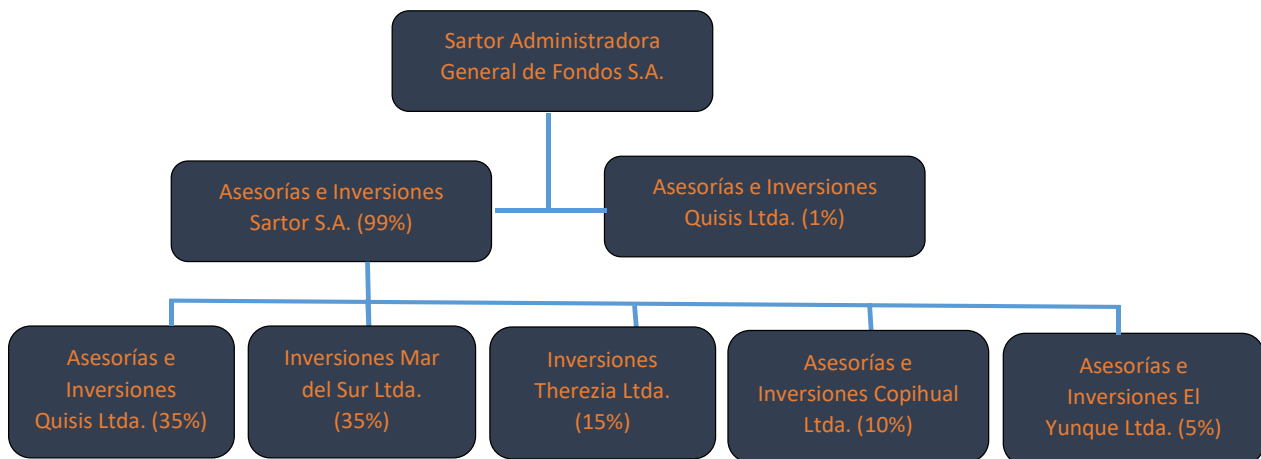 Sartor Administradora
General de Fondos S.A.
Asesorías e Inversiones
Sartor S.A. (99%)
Asesorías e Inversiones
Quisis Ltda. (1%)
Asesorías e
Inversiones
Quisis Ltda. (35%)
Inversiones Mar
del Sur Ltda.
(35%)
Inversiones
Therezia Ltda.
(15%)
Asesorías e
Inversiones Copihual
Ltda. (10%)
Asesorías e
Inversiones El
Yunque Ltda. (5%)